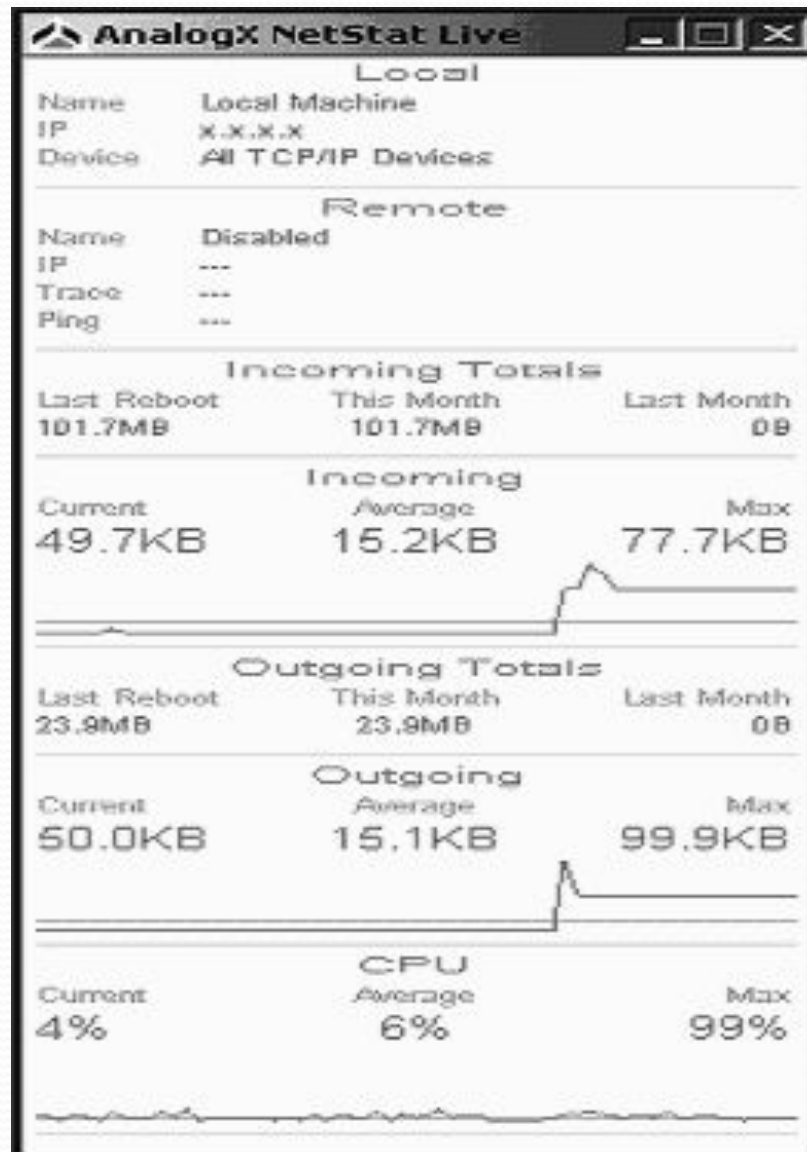 AnalogX NetStat Live
Local
Name Local Machine
IP x.x.x.x
Device All TCP/IP Devices
Remote
Name Disabled
IP ---
Trace ---
Ping ---
Incoming Totals
Last Reboot This Month Last Month
101.7MB 101.7MB 0B
Incoming
Current Average Max
49.7KB 15.2KB 77.7KB
Outgoing Totals
Last Reboot This Month Last Month
23.9MB 23.9MB 0B
Outgoing
Current Average Max
50.0KB 15.1KB 99.9KB
CPU
Current Average Max
4% 6% 99%